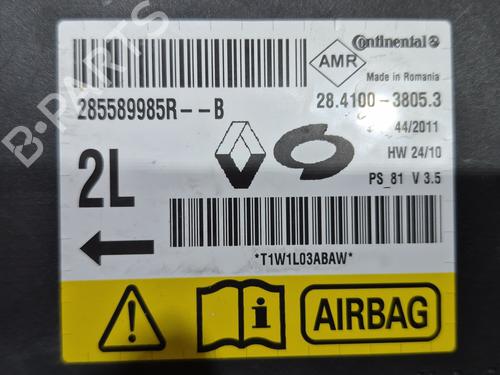 Continental
AMR
Made in Romania
285589985R--B
28.4100-3805.3
44/2011
HW 24/10
2L
PS_81 V 3.5
*T1W1L03ABAW*
i
AIRBAG
B-PARTS